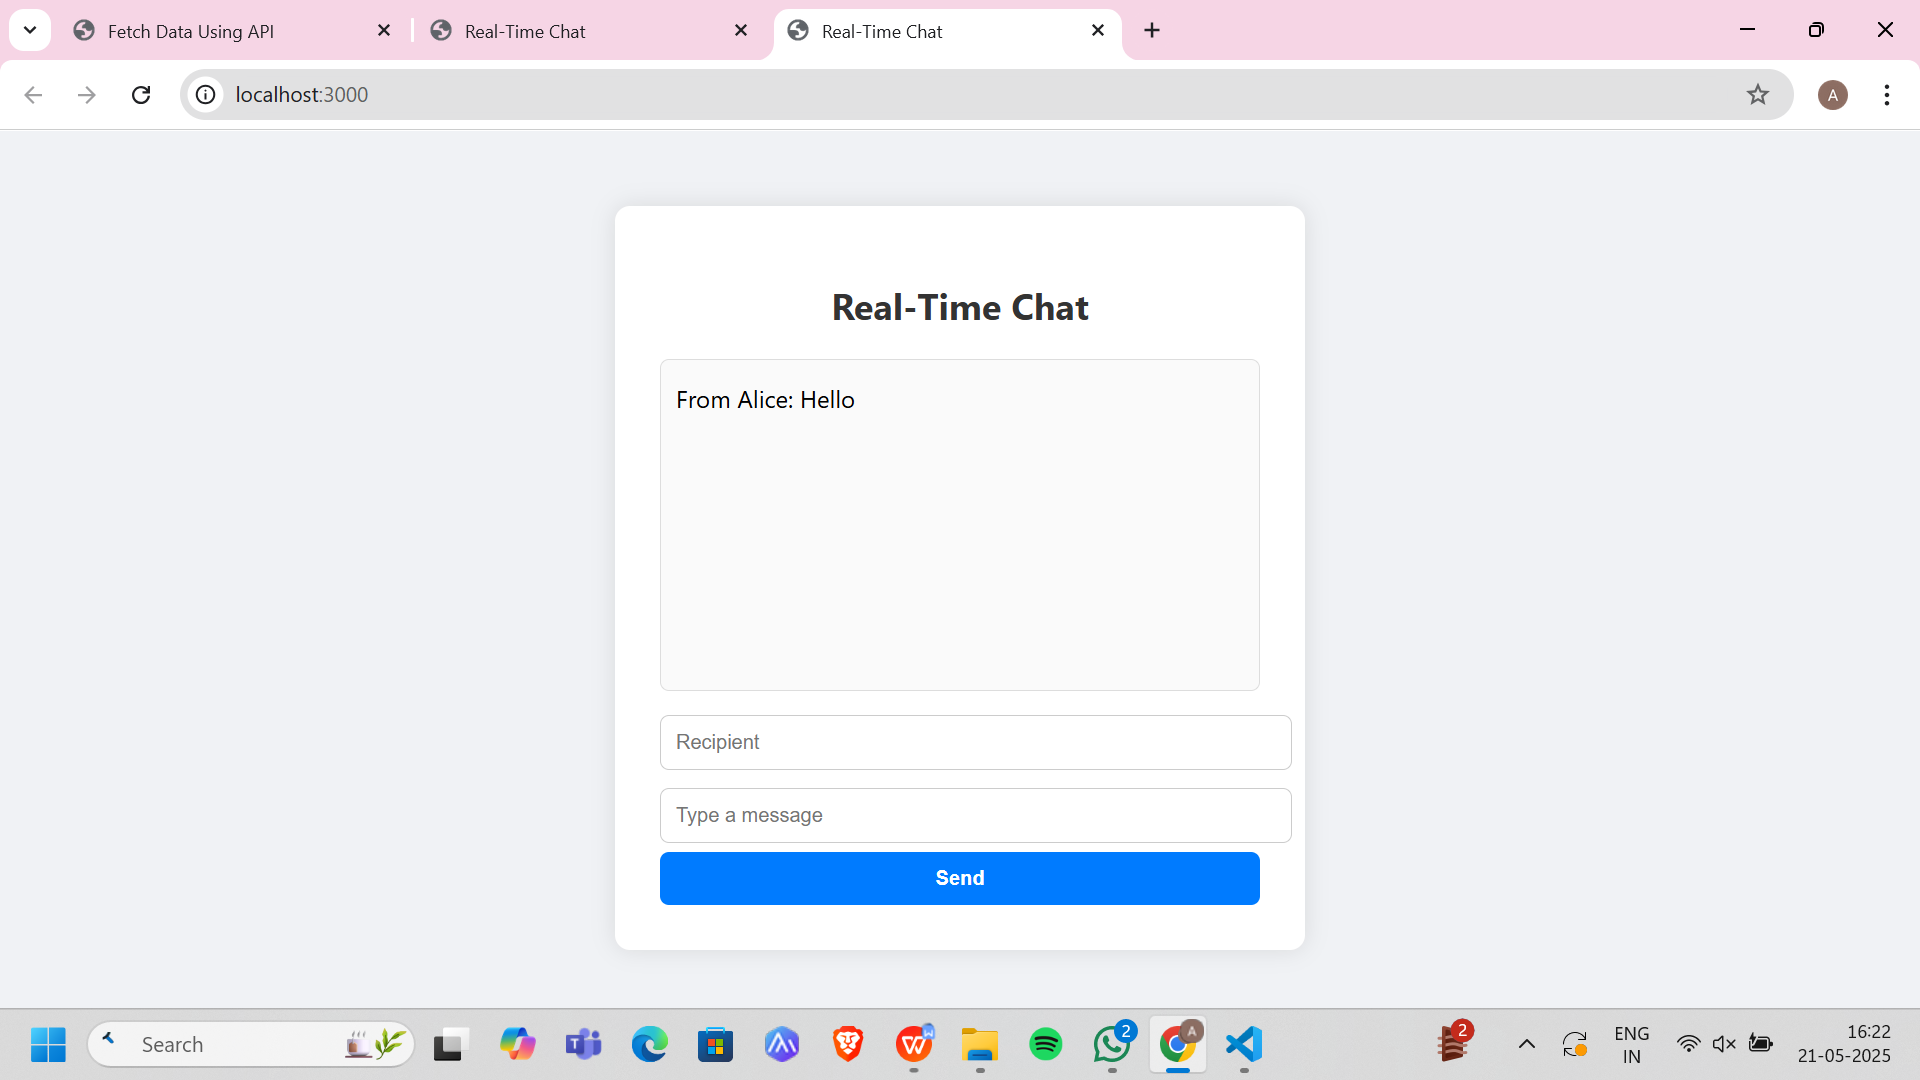 Fetch Data Using API
Real-Time Chat
Real-Time Chat
localhost:3000
A
Real-Time Chat
From Alice: Hello
Recipient
Type a message
Send
Search
2
A
2
ENG
IN
16:22
21-05-2025